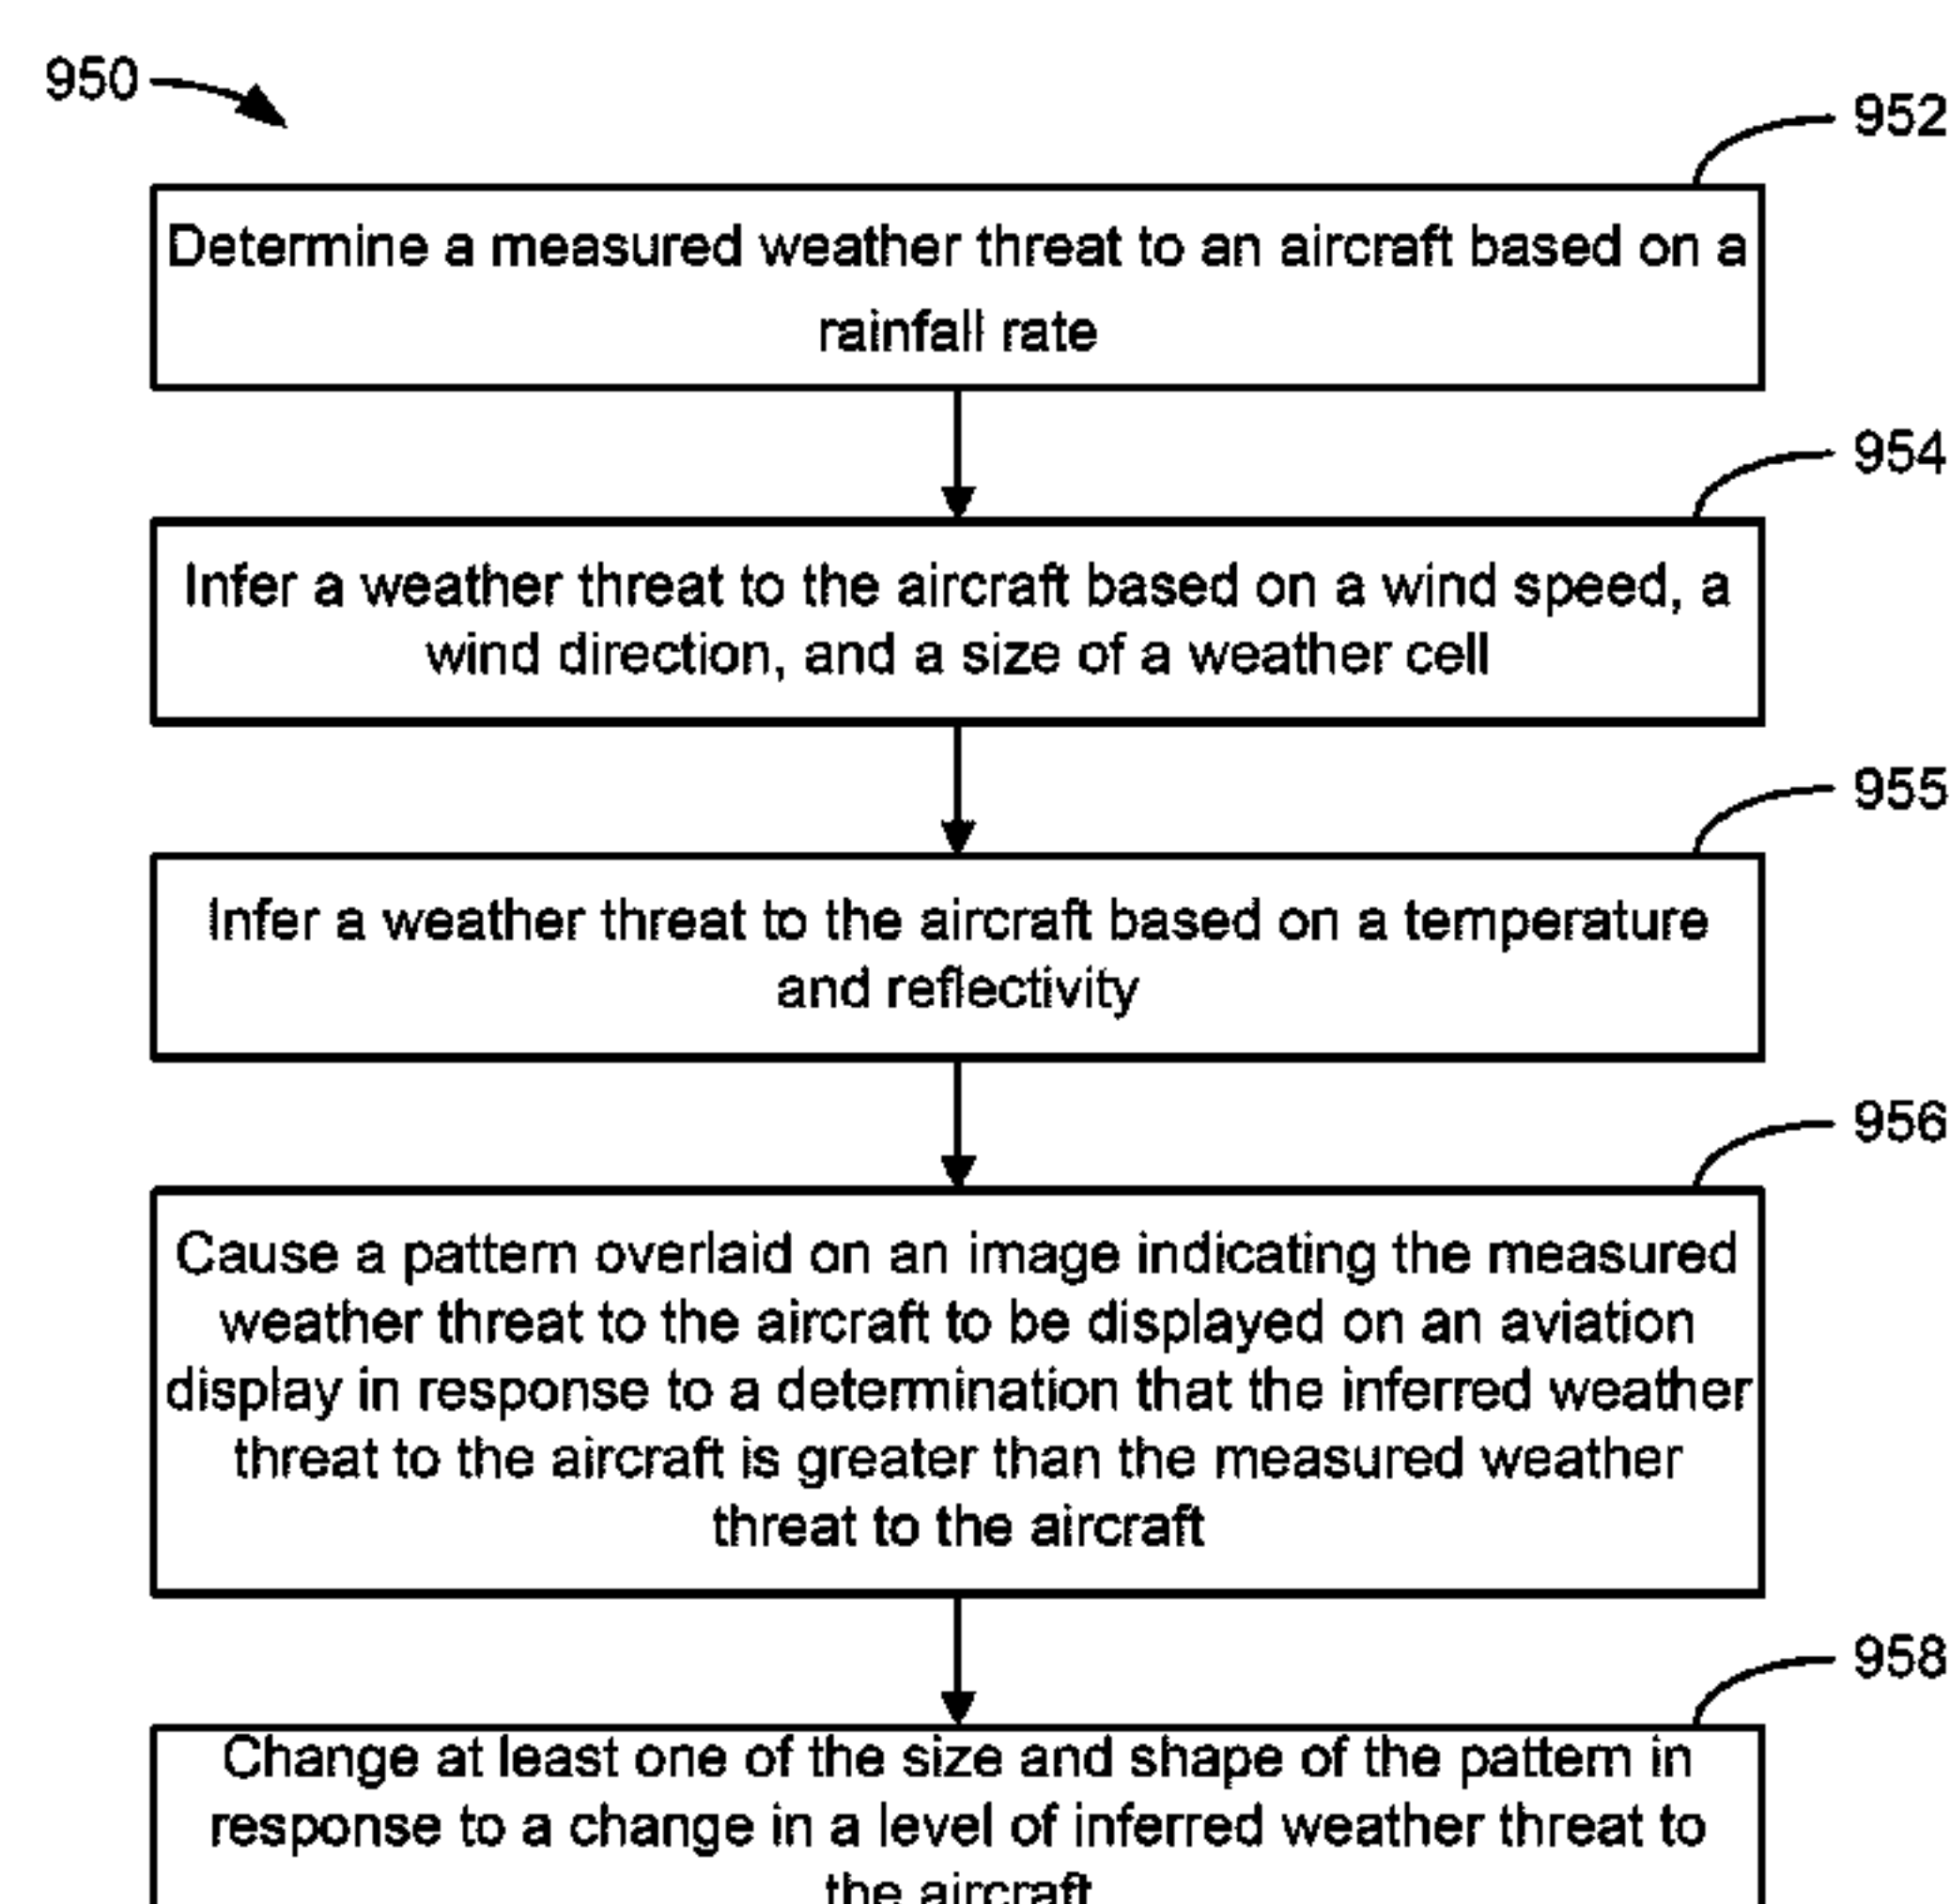 950
952
Determine a measured weather threat to an aircraft based on a
rainfall rate
954
Infer a weather threat to the aircraft based on a wind speed, a
wind direction, and a size of a weather cell
955
Infer a weather threat to the aircraft based on a temperature
and reflectivity
956
Cause a pattern overlaid on an image indicating the measured
weather threat to the aircraft to be displayed on an aviation
display in response to a determination that the inferred weather
threat to the aircraft is greater than the measured weather
threat to the aircraft
958
Change at least one of the size and shape of the pattern in
response to a change in a level of inferred weather threat to
the aircraft